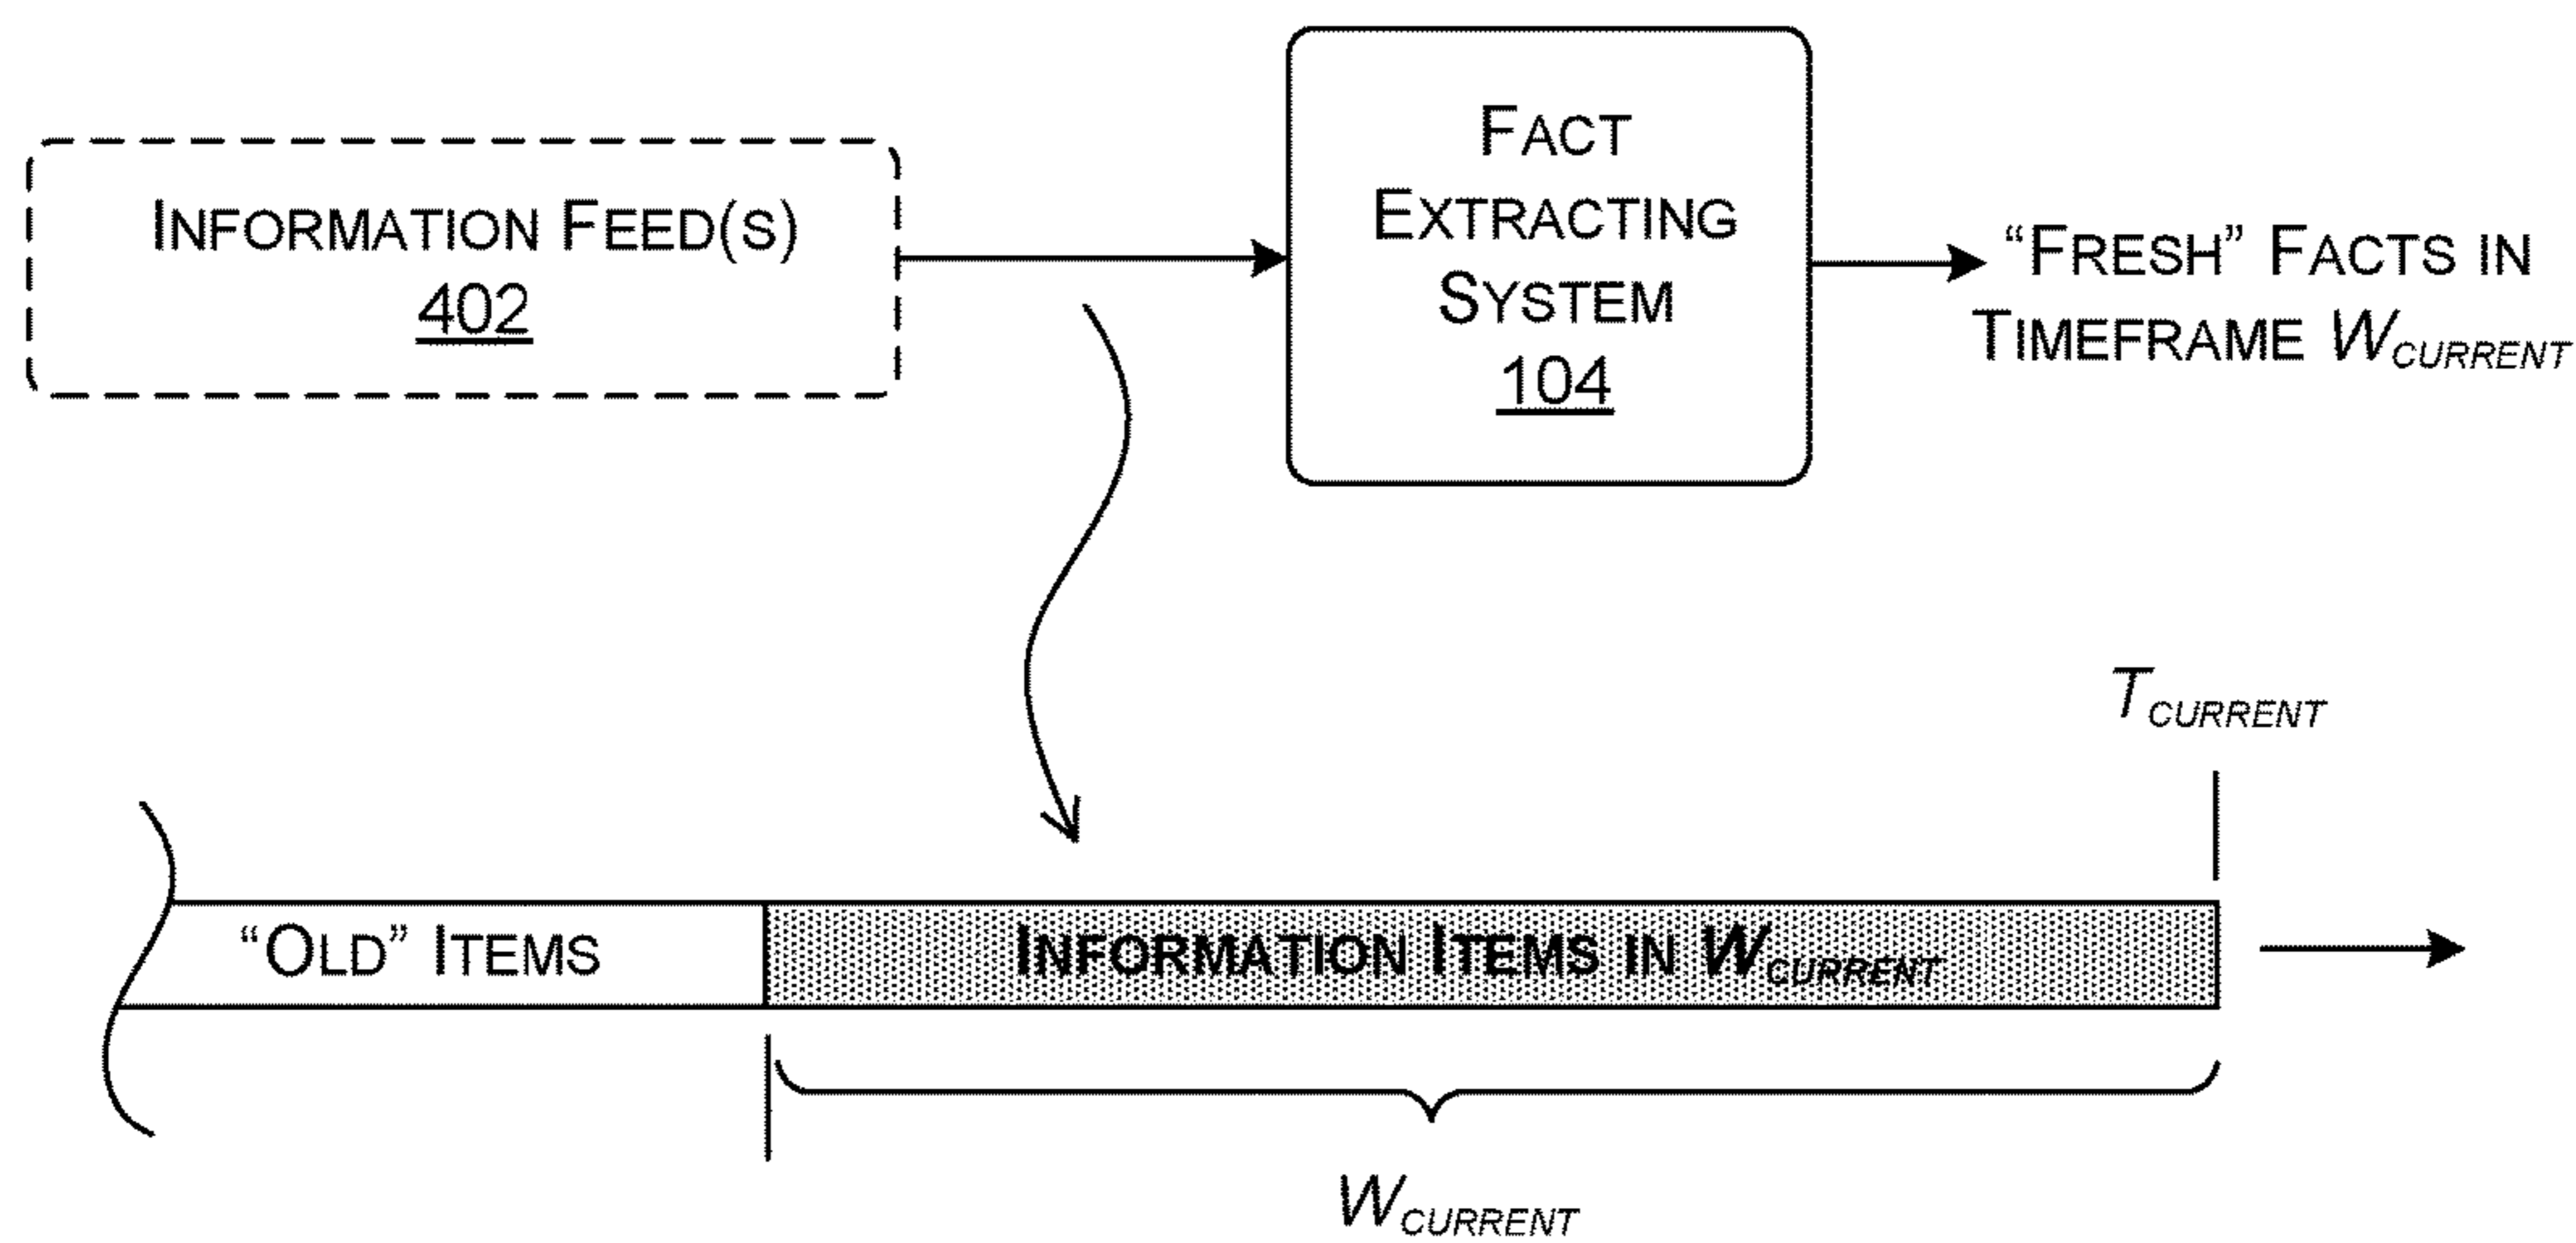 INFORMATION FEED(S)
402
FACT
EXTRACTING
SYSTEM
104
“FRESH” FACTS IN
TIMEFRAME WCURRENT
TCURRENT
“OLD” ITEMS
INFORMATION ITEMS IN WCURRENT
WCURRENT